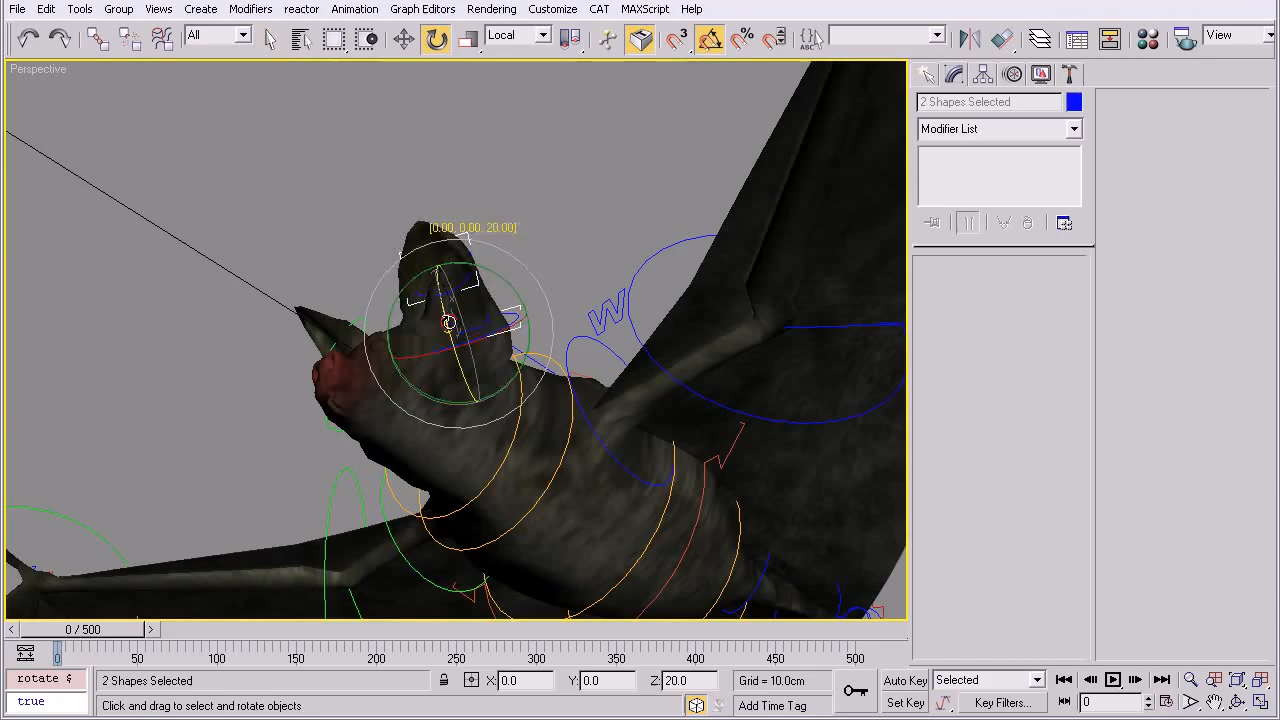 File Edit Tools Group Views Create Modifiers reactor Animation Graph Editors Rendering Customize CAT MAXScript Help
All Local 3 % ABC View
Perspective
2 Shapes Selected
Modifier List
[0.00, 0.00, 20.00]
W
0 / 500
0 50 100 150 200 250 300 350 400 450 500
rotate $ 2 Shapes Selected X: 0.0 Y: 0.0 Z: 20.0 Grid = 10.0cm Auto Key Selected
true Click and drag to select and rotate objects Add Time Tag Set Key Key Filters... 0